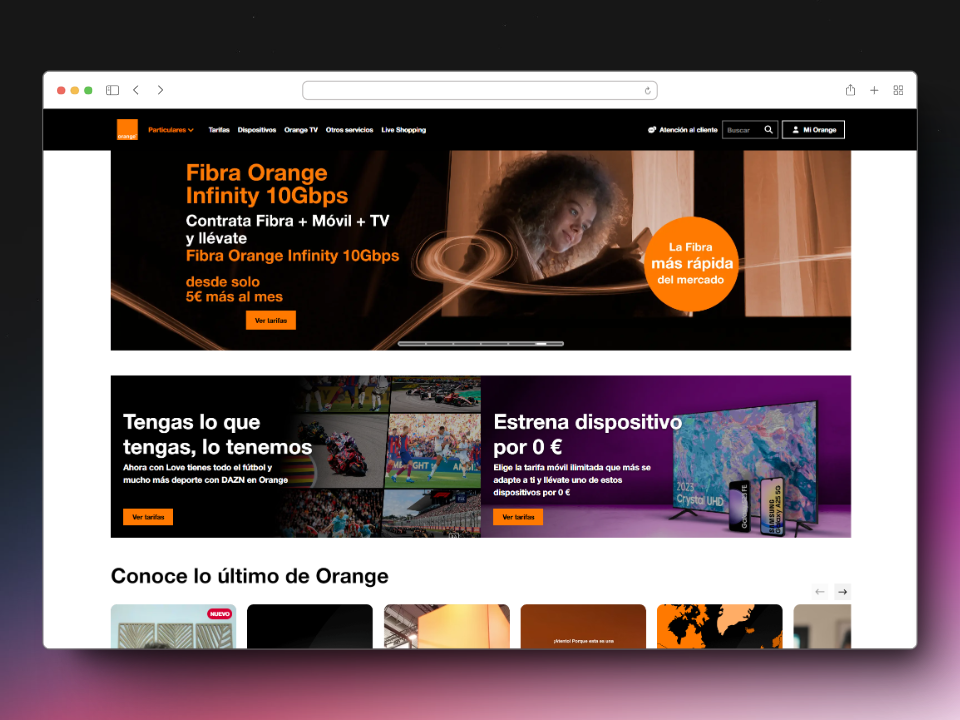 orange
Particulares
Tarifas
Dispositivos
Orange TV
Otros servicios
Live Shopping
Atención al cliente
Buscar
Mi Orange
Fibra Orange
Infinity 10Gbps
Contrata Fibra + Móvil + TV
y llévate
Fibra Orange Infinity 10Gbps
desde solo
5€ más al mes
Ver tarifas
La Fibra
más rápida
del mercado
Tengas lo que
tengas, lo tenemos
Ahora con Love tienes todo el fútbol y
mucho más deporte con DAZN en Orange
Ver tarifas
Estrena dispositivo
por 0 €
Elige la tarifa móvil ilimitada que más se
adapte a ti y llévate uno de estos
dispositivos por 0 €
Ver tarifas
2023
Crystal UHD
SAMSUNG
Galaxy A25 5G
Conoce lo último de Orange
NUEVO
¡Atento! Porque esta es una